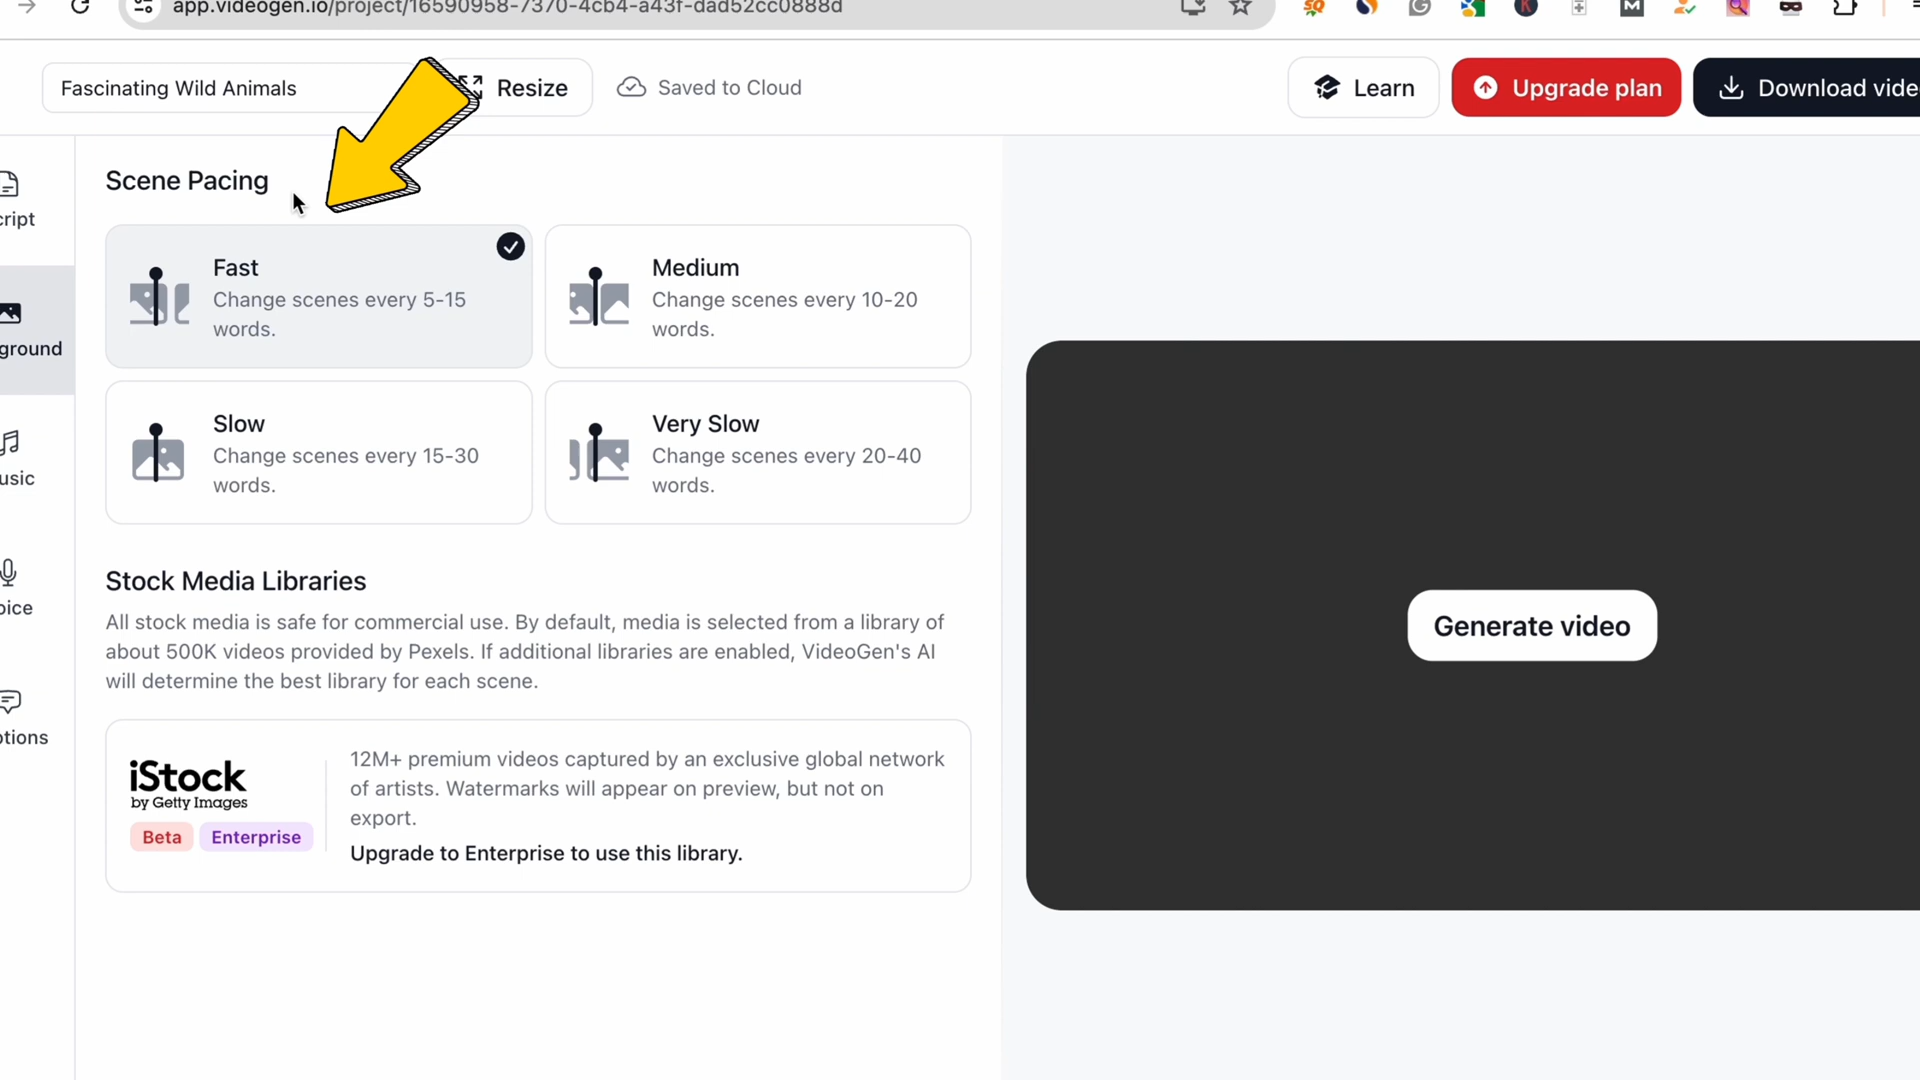 app.videogen.io/project/16590958-7370-4cb4-a43f-dad52cc0888d
Fascinating Wild Animals
Resize
Saved to Cloud
Learn
Upgrade plan
Download vide
cript
ground
usic
oice
ptions
Scene Pacing
Fast
Change scenes every 5-15
words.
Medium
Change scenes every 10-20
words.
Slow
Change scenes every 15-30
words.
Very Slow
Change scenes every 20-40
words.
Stock Media Libraries
All stock media is safe for commercial use. By default, media is selected from a library of
about 500K videos provided by Pexels. If additional libraries are enabled, VideoGen's AI
will determine the best library for each scene.
iStock
by Getty Images
Beta
Enterprise
12M+ premium videos captured by an exclusive global network
of artists. Watermarks will appear on preview, but not on
export.
Upgrade to Enterprise to use this library.
Generate video